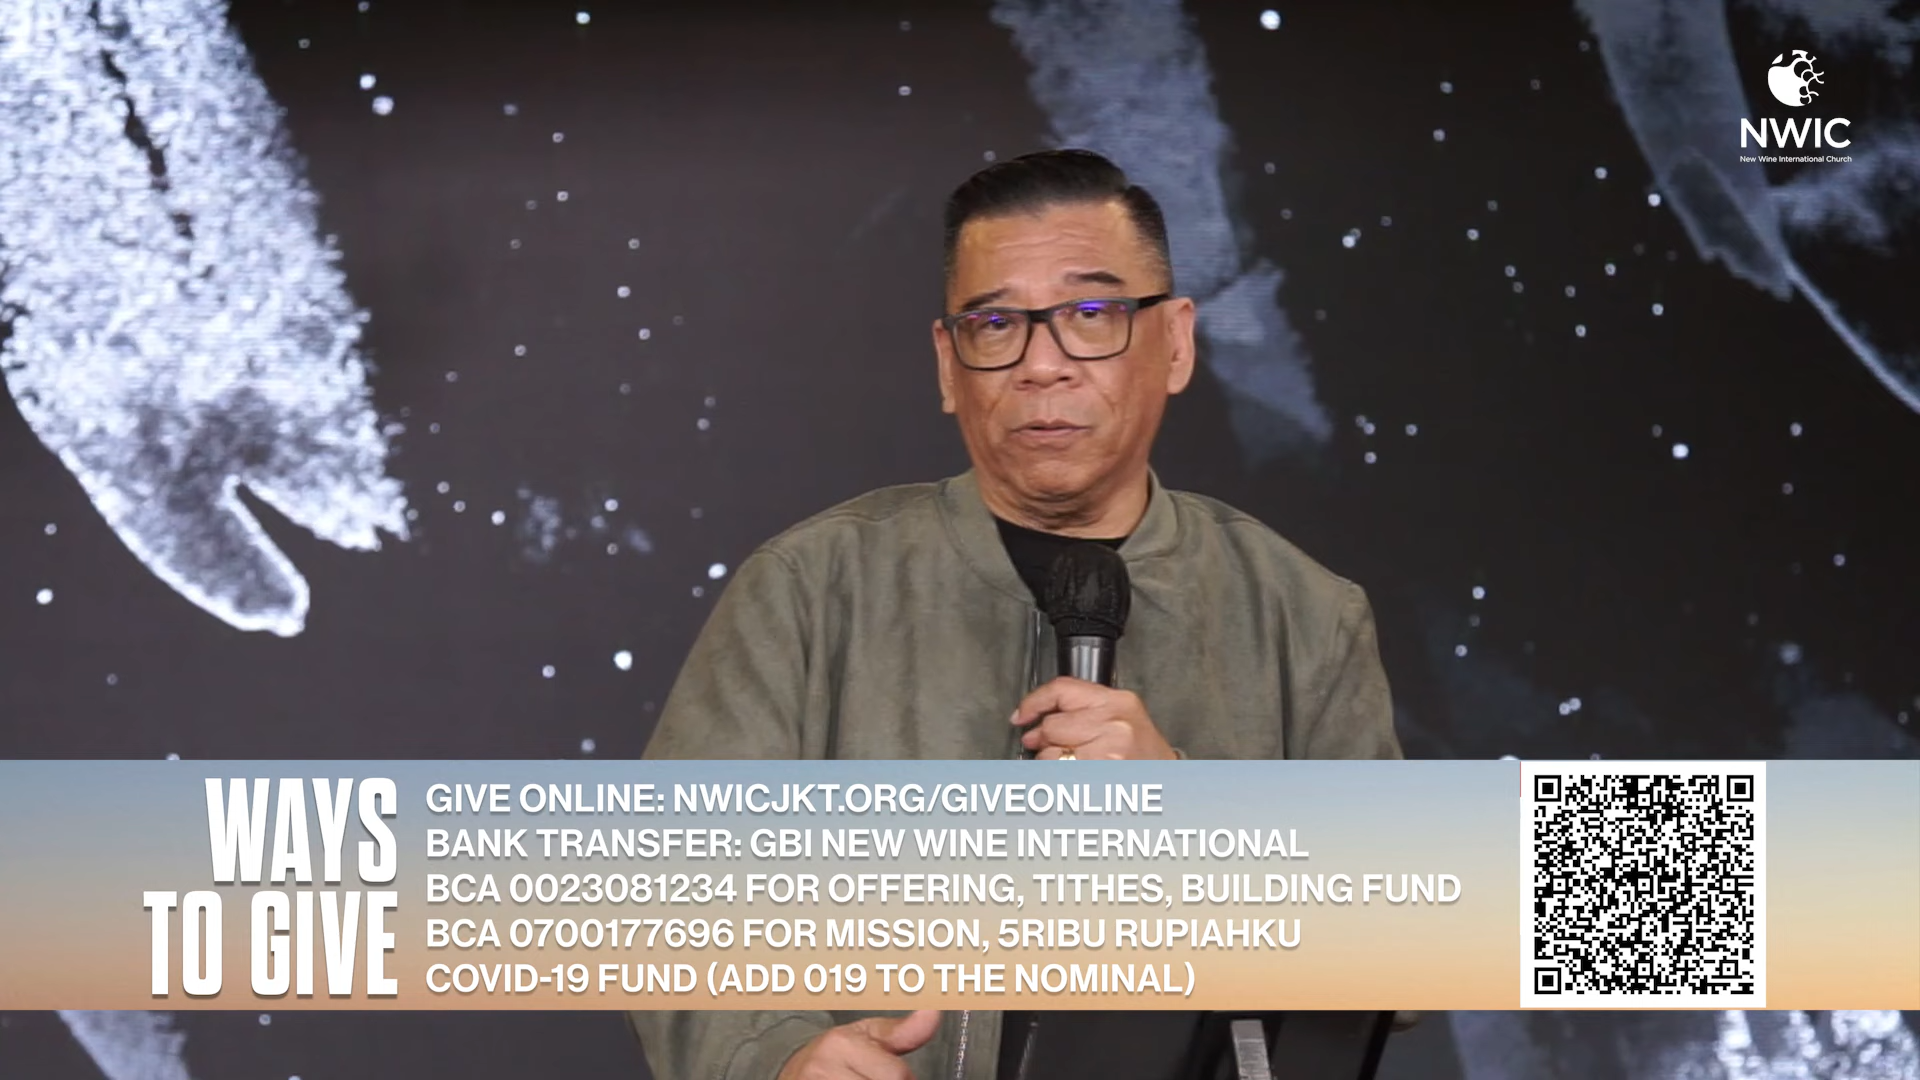 NWIC
New Wine International Church
WAYS
TO GIVE
GIVE ONLINE: NWICJKT.ORG/GIVEONLINE
BANK TRANSFER: GBI NEW WINE INTERNATIONAL
BCA 0023081234 FOR OFFERING, TITHES, BUILDING FUND
BCA 0700177696 FOR MISSION, 5RIBU RUPIAHKU
COVID-19 FUND (ADD 019 TO THE NOMINAL)